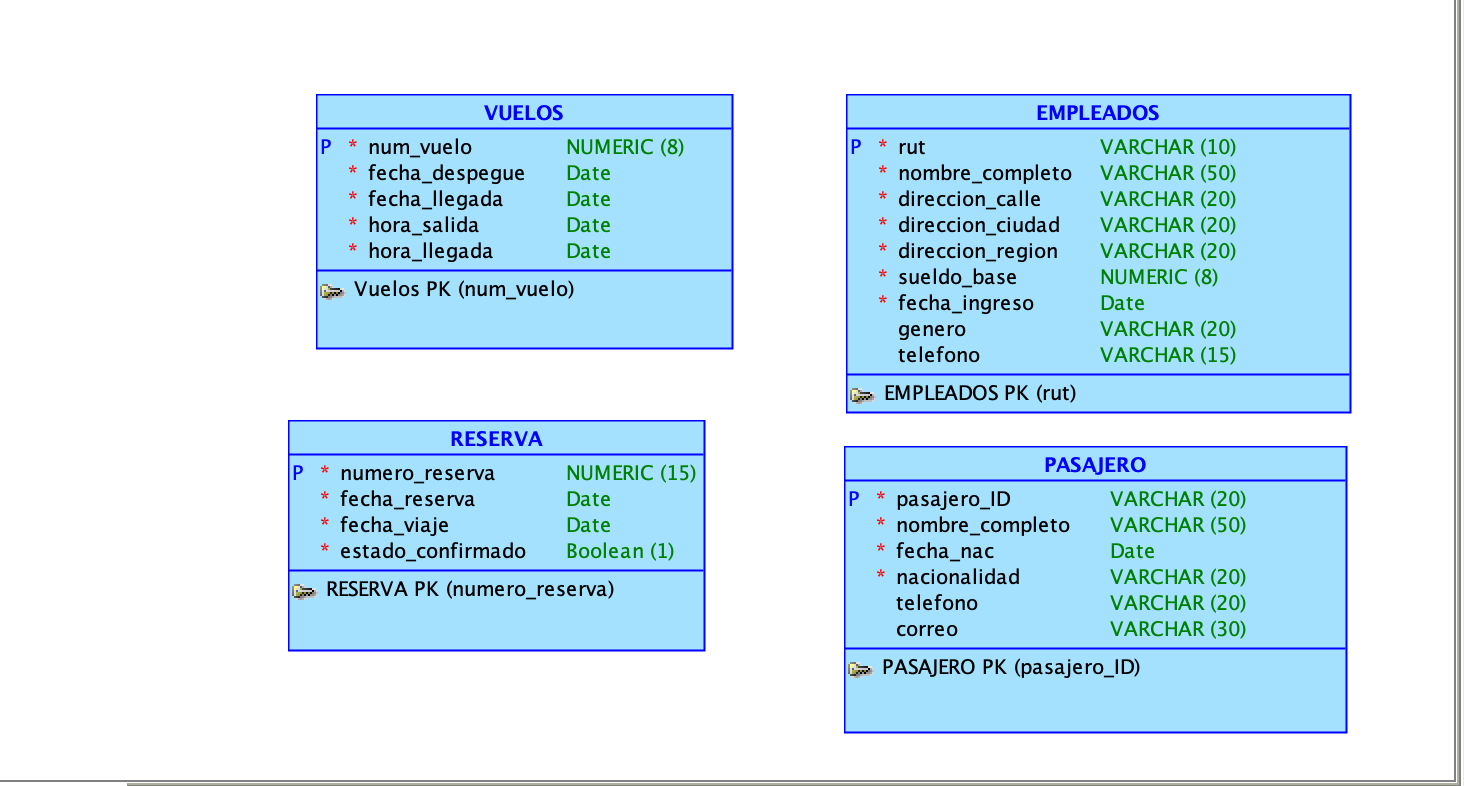 VUELOS
P * num_vuelo NUMERIC (8)
* fecha_despegue Date
* fecha_llegada Date
* hora_salida Date
* hora_llegada Date
Vuelos PK (num_vuelo)
EMPLEADOS
P * rut VARCHAR (10)
* nombre_completo VARCHAR (50)
* direccion_calle VARCHAR (20)
* direccion_ciudad VARCHAR (20)
* direccion_region VARCHAR (20)
* sueldo_base NUMERIC (8)
* fecha_ingreso Date
genero VARCHAR (20)
telefono VARCHAR (15)
EMPLEADOS PK (rut)
RESERVA
P * numero_reserva NUMERIC (15)
* fecha_reserva Date
* fecha_viaje Date
* estado_confirmado Boolean (1)
RESERVA PK (numero_reserva)
PASAJERO
P * pasajero_ID VARCHAR (20)
* nombre_completo VARCHAR (50)
* fecha_nac Date
* nacionalidad VARCHAR (20)
telefono VARCHAR (20)
correo VARCHAR (30)
PASAJERO PK (pasajero_ID)